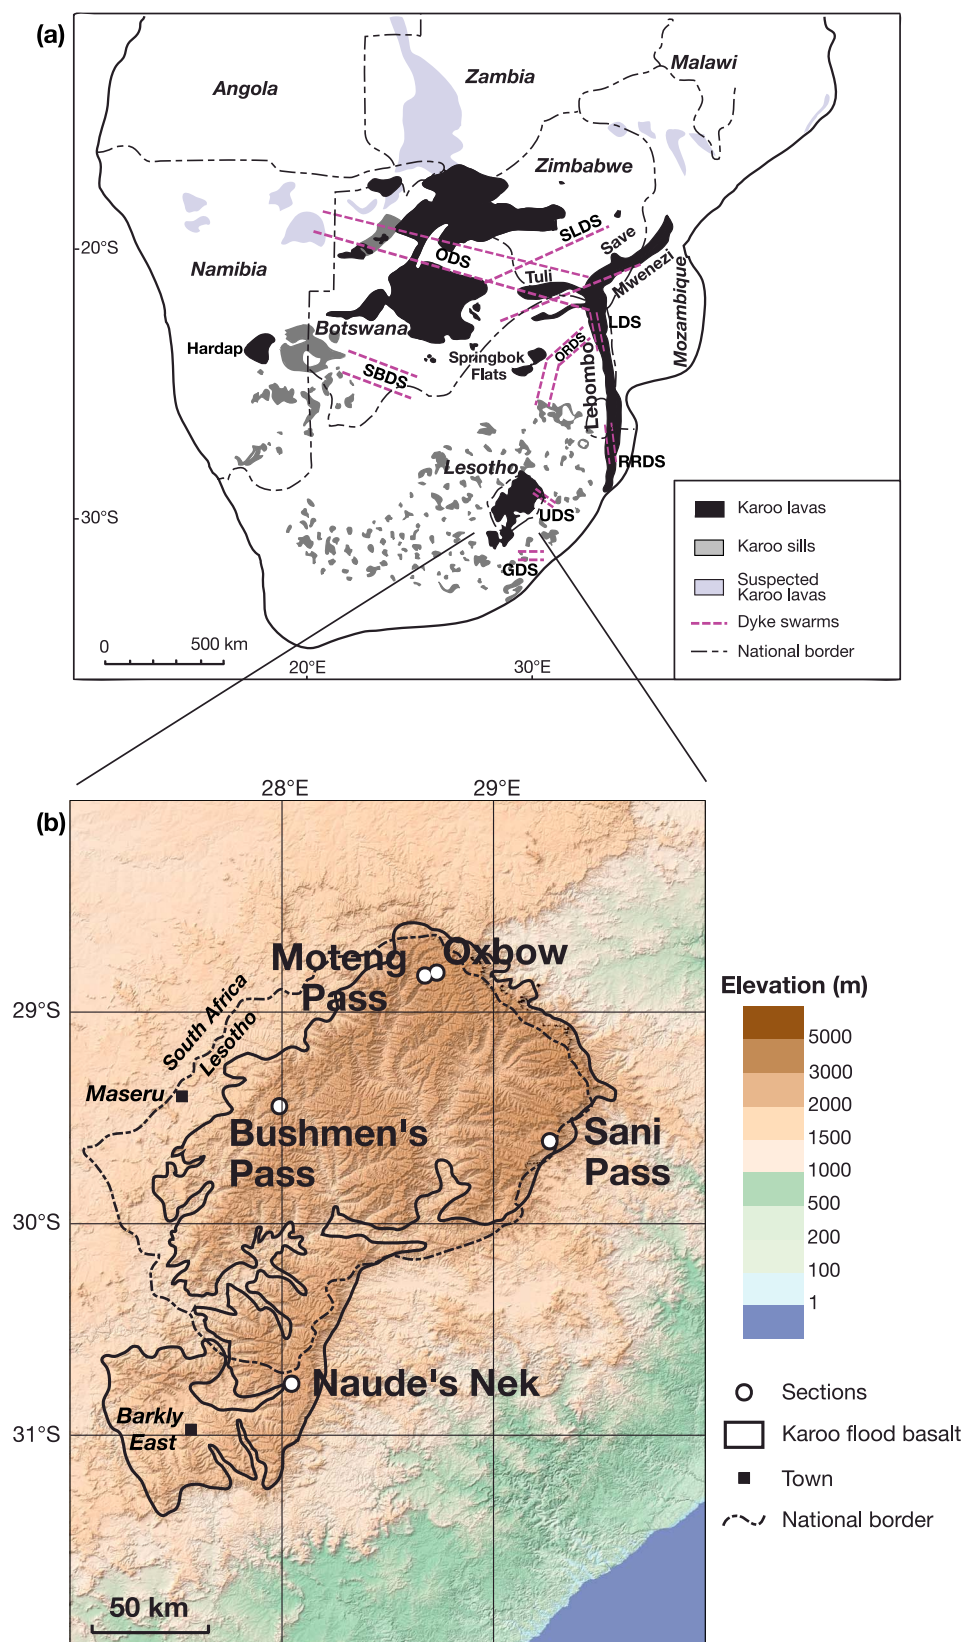 (a)
Angola
Zambia
Malawi
Zimbabwe
20°S
Namibia
ODS
SLDS
Save
Tuli
Mwenezi
Mozambique
Botswana
Hardap
LDS
ORDS
Springbok
Flats
SBDS
Lebombo
Lesotho
RRDS
30°S
UDS
GDS
Karoo lavas
Karoo sills
Suspected
Karoo lavas
Dyke swarms
National border
0
500 km
20°E
30°E
28°E
29°E
(b)
Moteng
Pass
Oxbow
29°S
South Africa
Lesotho
Maseru
Bushmen's
Pass
Sani
Pass
30°S
Naude's Nek
Barkly
East
31°S
50 km
Elevation (m)
5000
3000
2000
1500
1000
500
200
100
1
Sections
Karoo flood basalt
Town
National border